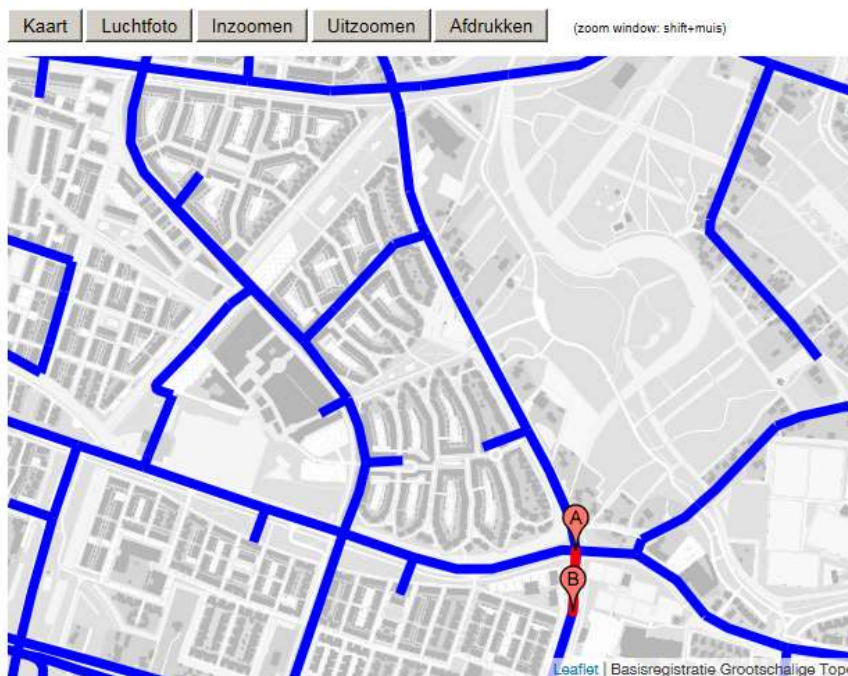 Kaart Luchtfoto Inzoomen Uitzoomen Afdrukken (zoom window: shift+muis)
A
B
Leaflet | Basisregistratie Grootschalige Topo